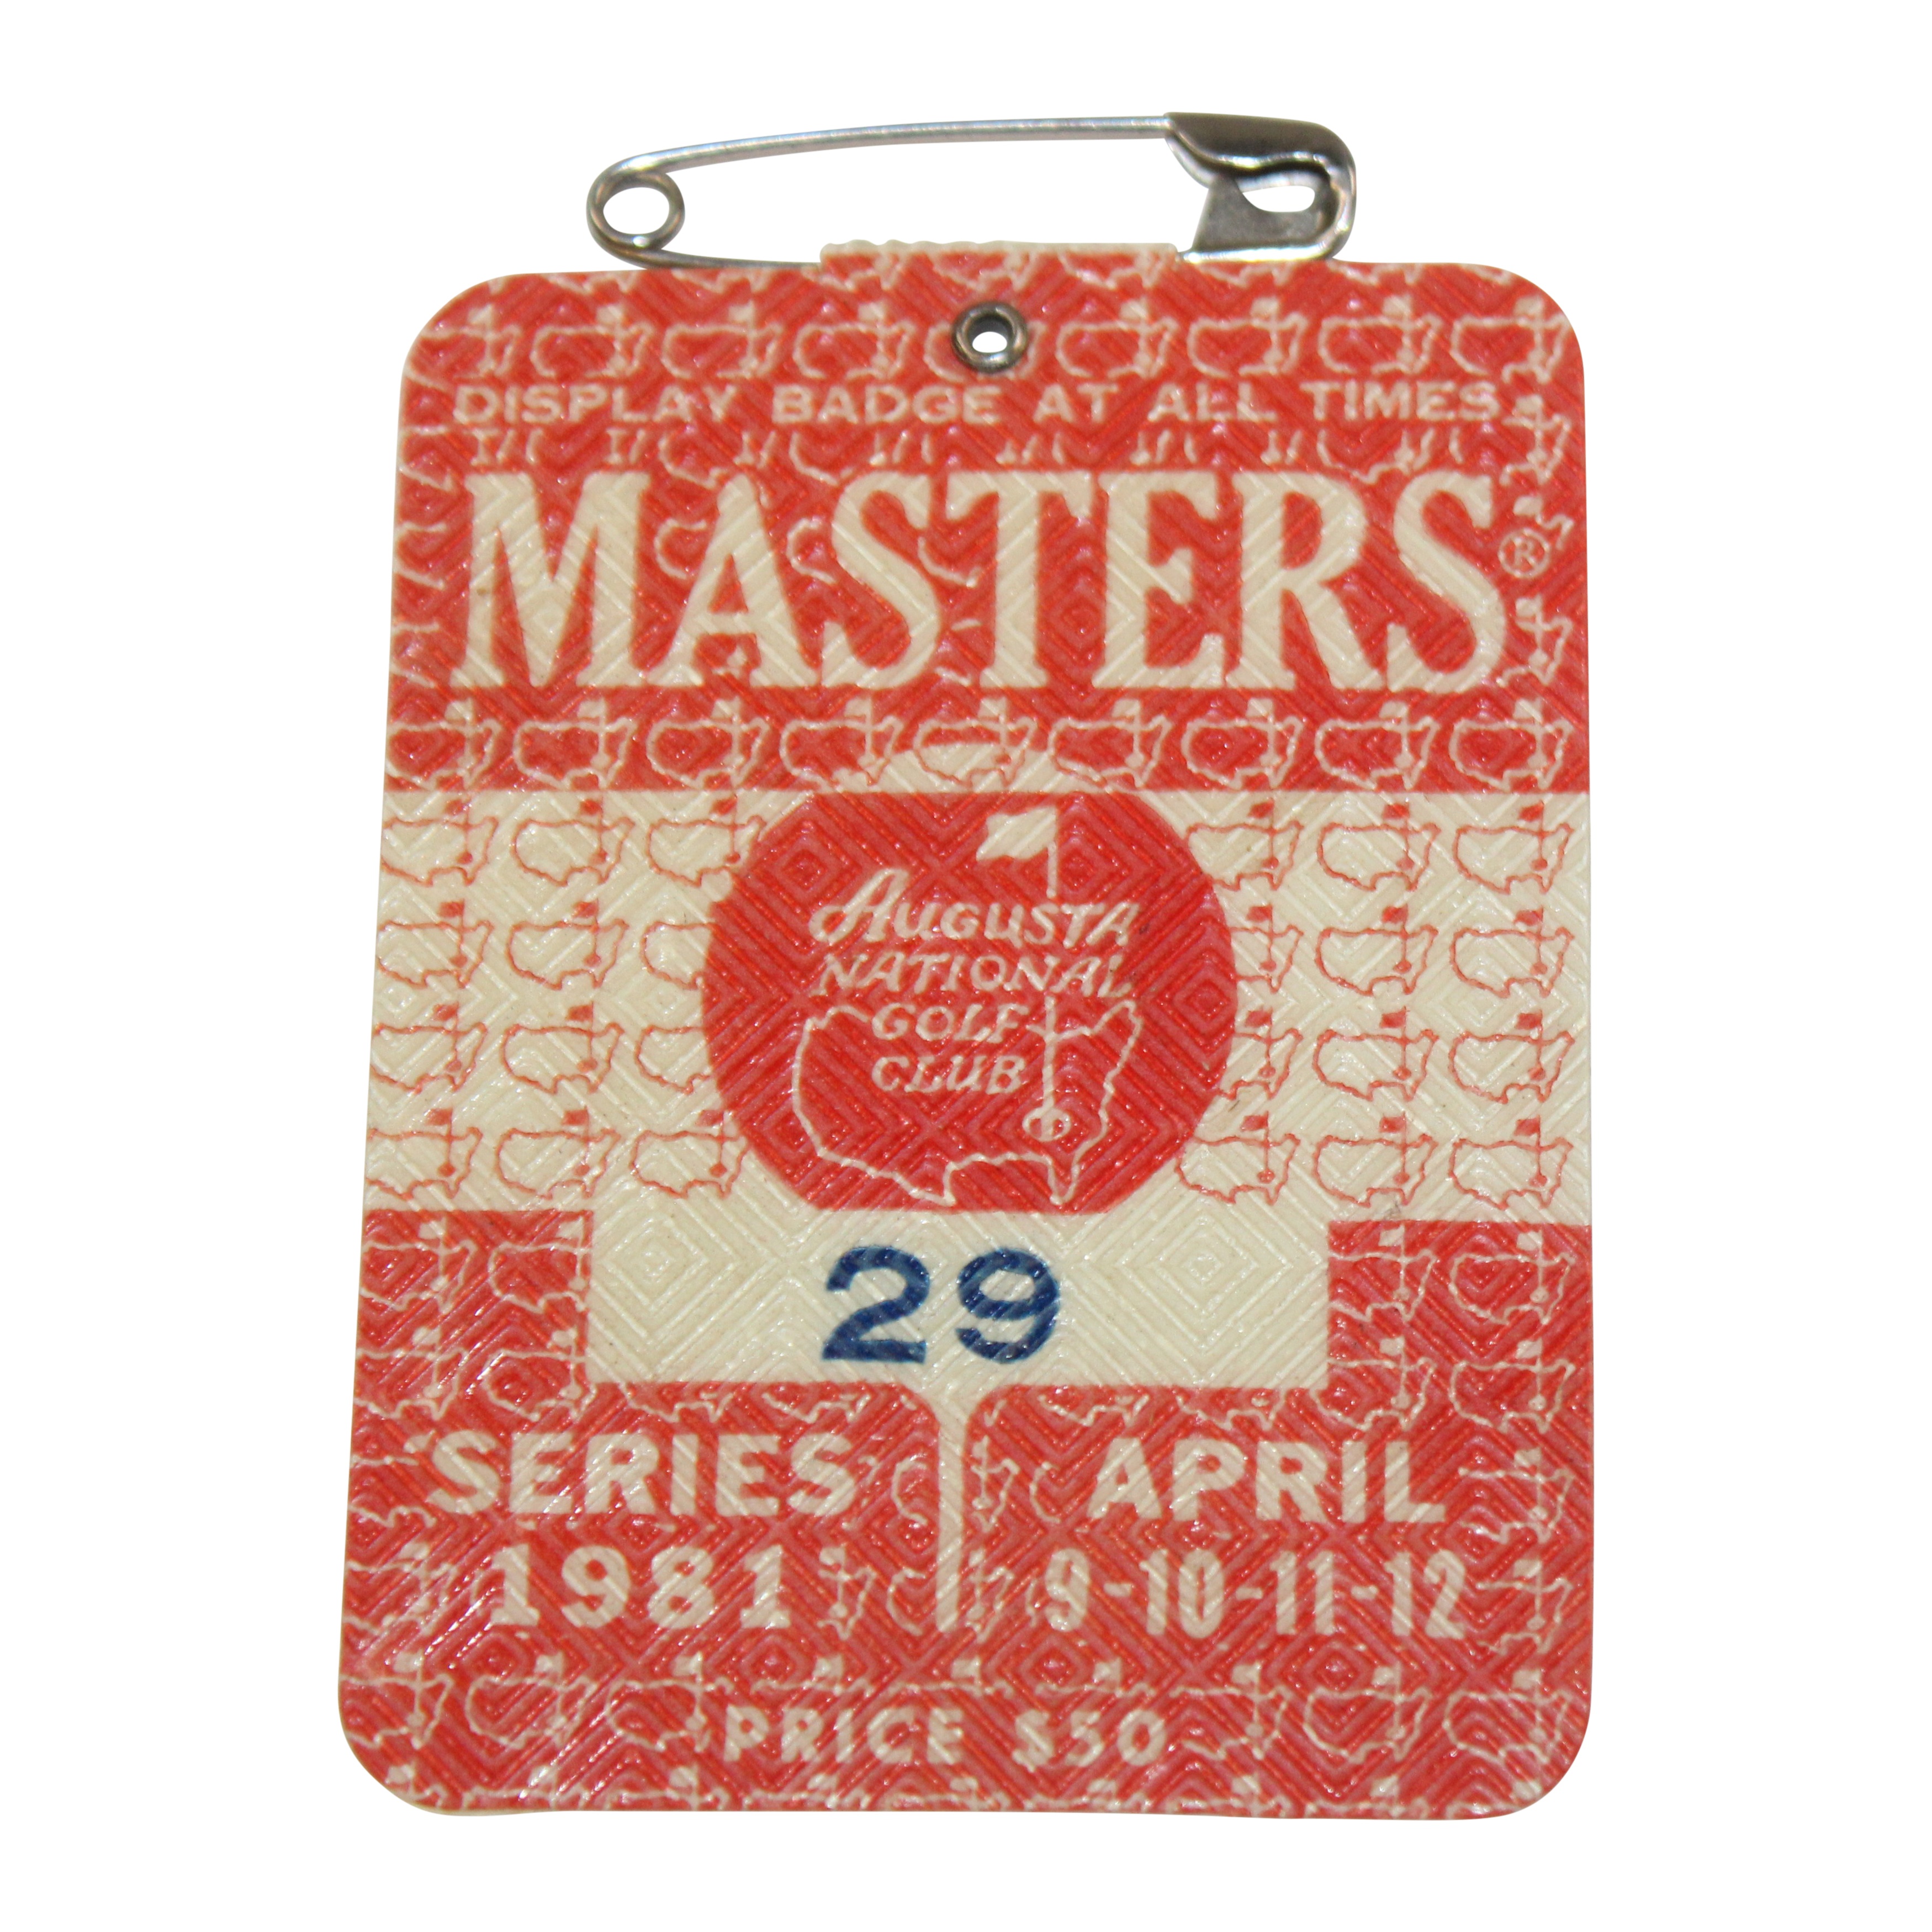 DISPLAY BADGE AT ALL TIMES
MASTERS®
AUGUSTA
NATIONAL
GOLF
CLUB
29
SERIES APRIL
1981 9-10-11-12
PRICE $50